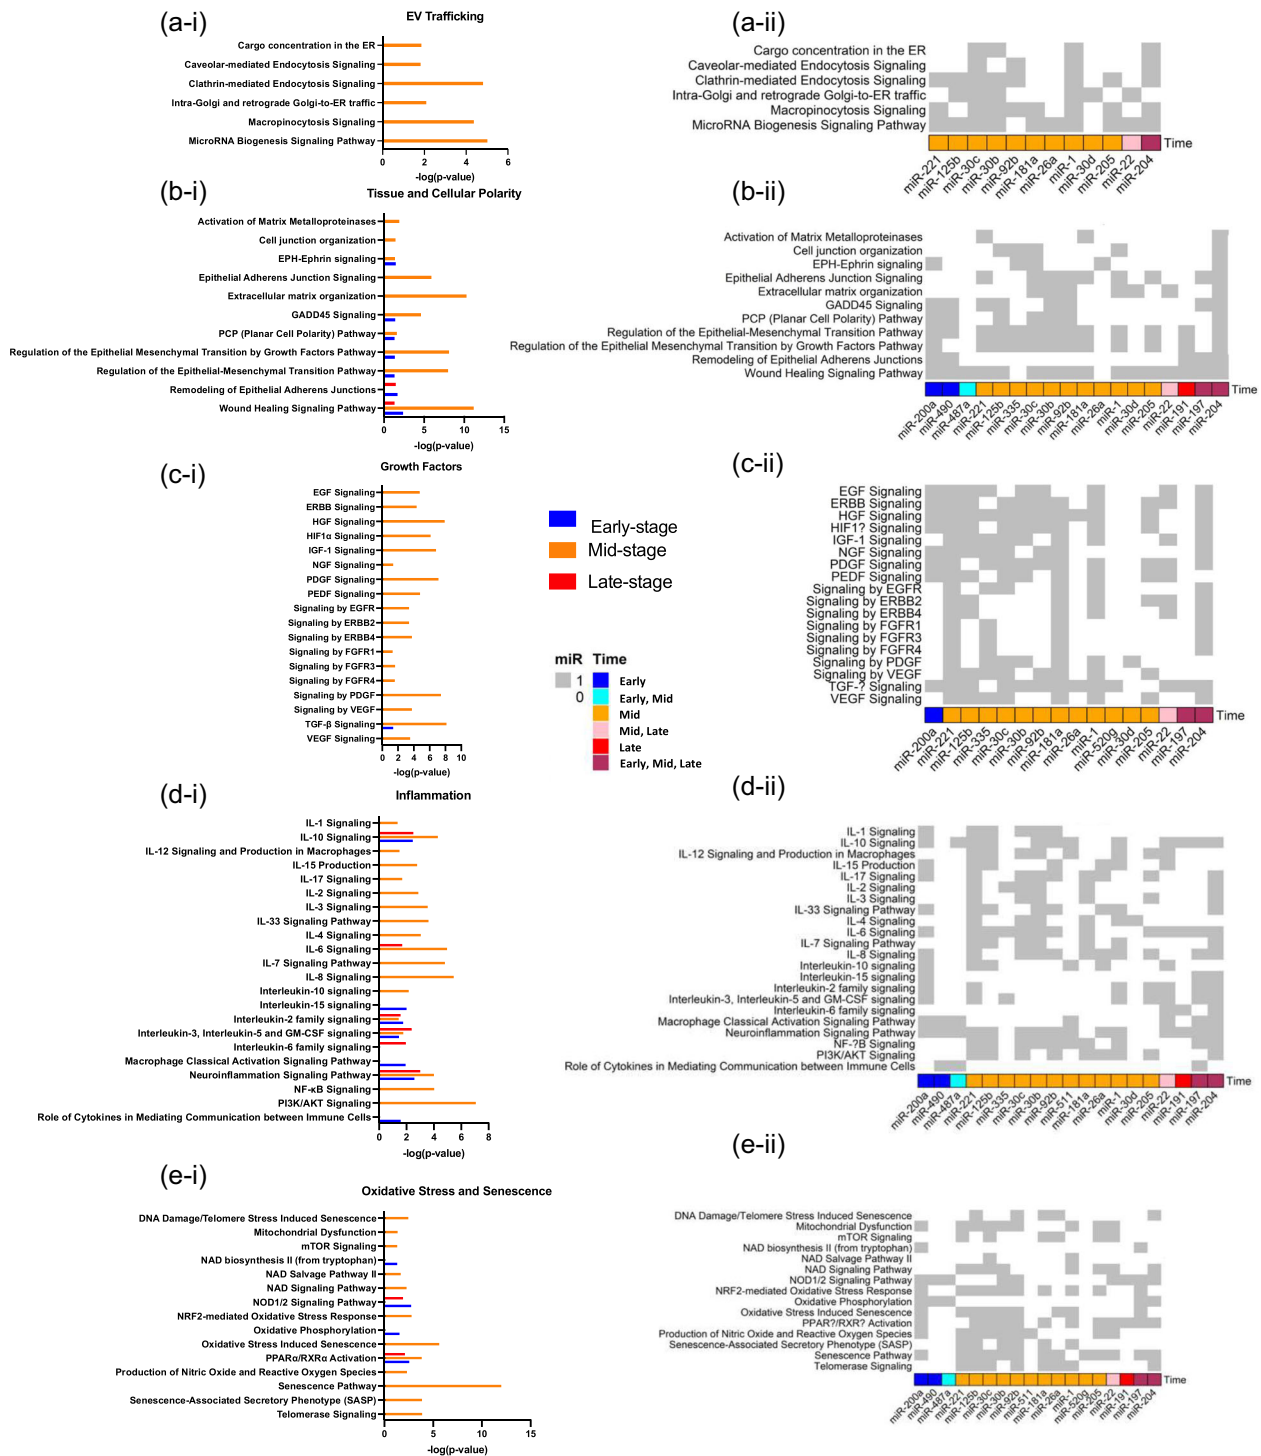 (a-i)
EV Trafficking
Cargo concentration in the ER
Caveolar-mediated Endocytosis Signaling
Clathrin-mediated Endocytosis Signaling
Intra-Golgi and retrograde Golgi-to-ER traffic
Macropinocytosis Signaling
MicroRNA Biogenesis Signaling Pathway
0 2 4 6
-log(p-value)
(a-ii)
Cargo concentration in the ER
Caveolar-mediated Endocytosis Signaling
Clathrin-mediated Endocytosis Signaling
Intra-Golgi and retrograde Golgi-to-ER traffic
Macropinocytosis Signaling
MicroRNA Biogenesis Signaling Pathway
Time
miR-221 miR-125b miR-30c miR-30b miR-92b miR-181a miR-26a miR-1 miR-30d miR-205 miR-22 miR-204
(b-i)
Tissue and Cellular Polarity
Activation of Matrix Metalloproteinases
Cell junction organization
EPH-Ephrin signaling
Epithelial Adherens Junction Signaling
Extracellular matrix organization
GADD45 Signaling
PCP (Planar Cell Polarity) Pathway
Regulation of the Epithelial Mesenchymal Transition by Growth Factors Pathway
Regulation of the Epithelial-Mesenchymal Transition Pathway
Remodeling of Epithelial Adherens Junctions
Wound Healing Signaling Pathway
0 5 10 15
-log(p-value)
(b-ii)
Activation of Matrix Metalloproteinases
Cell junction organization
EPH-Ephrin signaling
Epithelial Adherens Junction Signaling
Extracellular matrix organization
GADD45 Signaling
PCP (Planar Cell Polarity) Pathway
Regulation of the Epithelial-Mesenchymal Transition Pathway
Regulation of the Epithelial Mesenchymal Transition by Growth Factors Pathway
Remodeling of Epithelial Adherens Junctions
Wound Healing Signaling Pathway
Time
miR-200a miR-490 miR-487a miR-221 miR-125b miR-335 miR-30c miR-30b miR-92b miR-181a miR-26a miR-1 miR-30d miR-205 miR-22 miR-191 miR-197 miR-204
(c-i)
Growth Factors
EGF Signaling
ERBB Signaling
HGF Signaling
HIF1α Signaling
IGF-1 Signaling
NGF Signaling
PDGF Signaling
PEDF Signaling
Signaling by EGFR
Signaling by ERBB2
Signaling by ERBB4
Signaling by FGFR1
Signaling by FGFR3
Signaling by FGFR4
Signaling by PDGF
Signaling by VEGF
TGF-β Signaling
VEGF Signaling
0 2 4 6 8 10
-log(p-value)
Early-stage
Mid-stage
Late-stage
miR Time
1 Early
0 Early, Mid
Mid
Mid, Late
Late
Early, Mid, Late
(c-ii)
EGF Signaling
ERBB Signaling
HGF Signaling
HIF1? Signaling
IGF-1 Signaling
NGF Signaling
PDGF Signaling
PEDF Signaling
Signaling by EGFR
Signaling by ERBB2
Signaling by ERBB4
Signaling by FGFR1
Signaling by FGFR3
Signaling by FGFR4
Signaling by PDGF
Signaling by VEGF
TGF-? Signaling
VEGF Signaling
Time
miR-200a miR-221 miR-125b miR-335 miR-30c miR-30b miR-92b miR-181a miR-26a miR-1 miR-520g miR-30d miR-205 miR-22 miR-197 miR-204
(d-i)
Inflammation
IL-1 Signaling
IL-10 Signaling
IL-12 Signaling and Production in Macrophages
IL-15 Production
IL-17 Signaling
IL-2 Signaling
IL-3 Signaling
IL-33 Signaling Pathway
IL-4 Signaling
IL-6 Signaling
IL-7 Signaling Pathway
IL-8 Signaling
Interleukin-10 signaling
Interleukin-15 signaling
Interleukin-2 family signaling
Interleukin-3, Interleukin-5 and GM-CSF signaling
Interleukin-6 family signaling
Macrophage Classical Activation Signaling Pathway
Neuroinflammation Signaling Pathway
NF-κB Signaling
PI3K/AKT Signaling
Role of Cytokines in Mediating Communication between Immune Cells
0 2 4 6 8
-log(p-value)
(d-ii)
IL-1 Signaling
IL-10 Signaling
IL-12 Signaling and Production in Macrophages
IL-15 Production
IL-17 Signaling
IL-2 Signaling
IL-3 Signaling
IL-33 Signaling Pathway
IL-4 Signaling
IL-6 Signaling
IL-7 Signaling Pathway
IL-8 Signaling
Interleukin-10 signaling
Interleukin-15 signaling
Interleukin-2 family signaling
Interleukin-3, Interleukin-5 and GM-CSF signaling
Interleukin-6 family signaling
Macrophage Classical Activation Signaling Pathway
Neuroinflammation Signaling Pathway
NF-?B Signaling
PI3K/AKT Signaling
Role of Cytokines in Mediating Communication between Immune Cells
Time
miR-200a miR-490 miR-487a miR-221 miR-125b miR-335 miR-30c miR-30b miR-92b miR-511 miR-181a miR-26a miR-1 miR-30d miR-205 miR-22 miR-191 miR-197 miR-204
(e-i)
Oxidative Stress and Senescence
DNA Damage/Telomere Stress Induced Senescence
Mitochondrial Dysfunction
mTOR Signaling
NAD biosynthesis II (from tryptophan)
NAD Salvage Pathway II
NAD Signaling Pathway
NOD1/2 Signaling Pathway
NRF2-mediated Oxidative Stress Response
Oxidative Phosphorylation
Oxidative Stress Induced Senescence
PPARα/RXRα Activation
Production of Nitric Oxide and Reactive Oxygen Species
Senescence Pathway
Senescence-Associated Secretory Phenotype (SASP)
Telomerase Signaling
0 5 10 15
-log(p-value)
(e-ii)
DNA Damage/Telomere Stress Induced Senescence
Mitochondrial Dysfunction
mTOR Signaling
NAD biosynthesis II (from tryptophan)
NAD Salvage Pathway II
NAD Signaling Pathway
NOD1/2 Signaling Pathway
NRF2-mediated Oxidative Stress Response
Oxidative Phosphorylation
Oxidative Stress Induced Senescence
PPAR?/RXR? Activation
Production of Nitric Oxide and Reactive Oxygen Species
Senescence-Associated Secretory Phenotype (SASP)
Senescence Pathway
Telomerase Signaling
Time
miR-200a miR-490 miR-487a miR-221 miR-125b miR-30c miR-30b miR-92b miR-511 miR-181a miR-26a miR-1 miR-520g miR-205 miR-22 miR-191 miR-197 miR-204